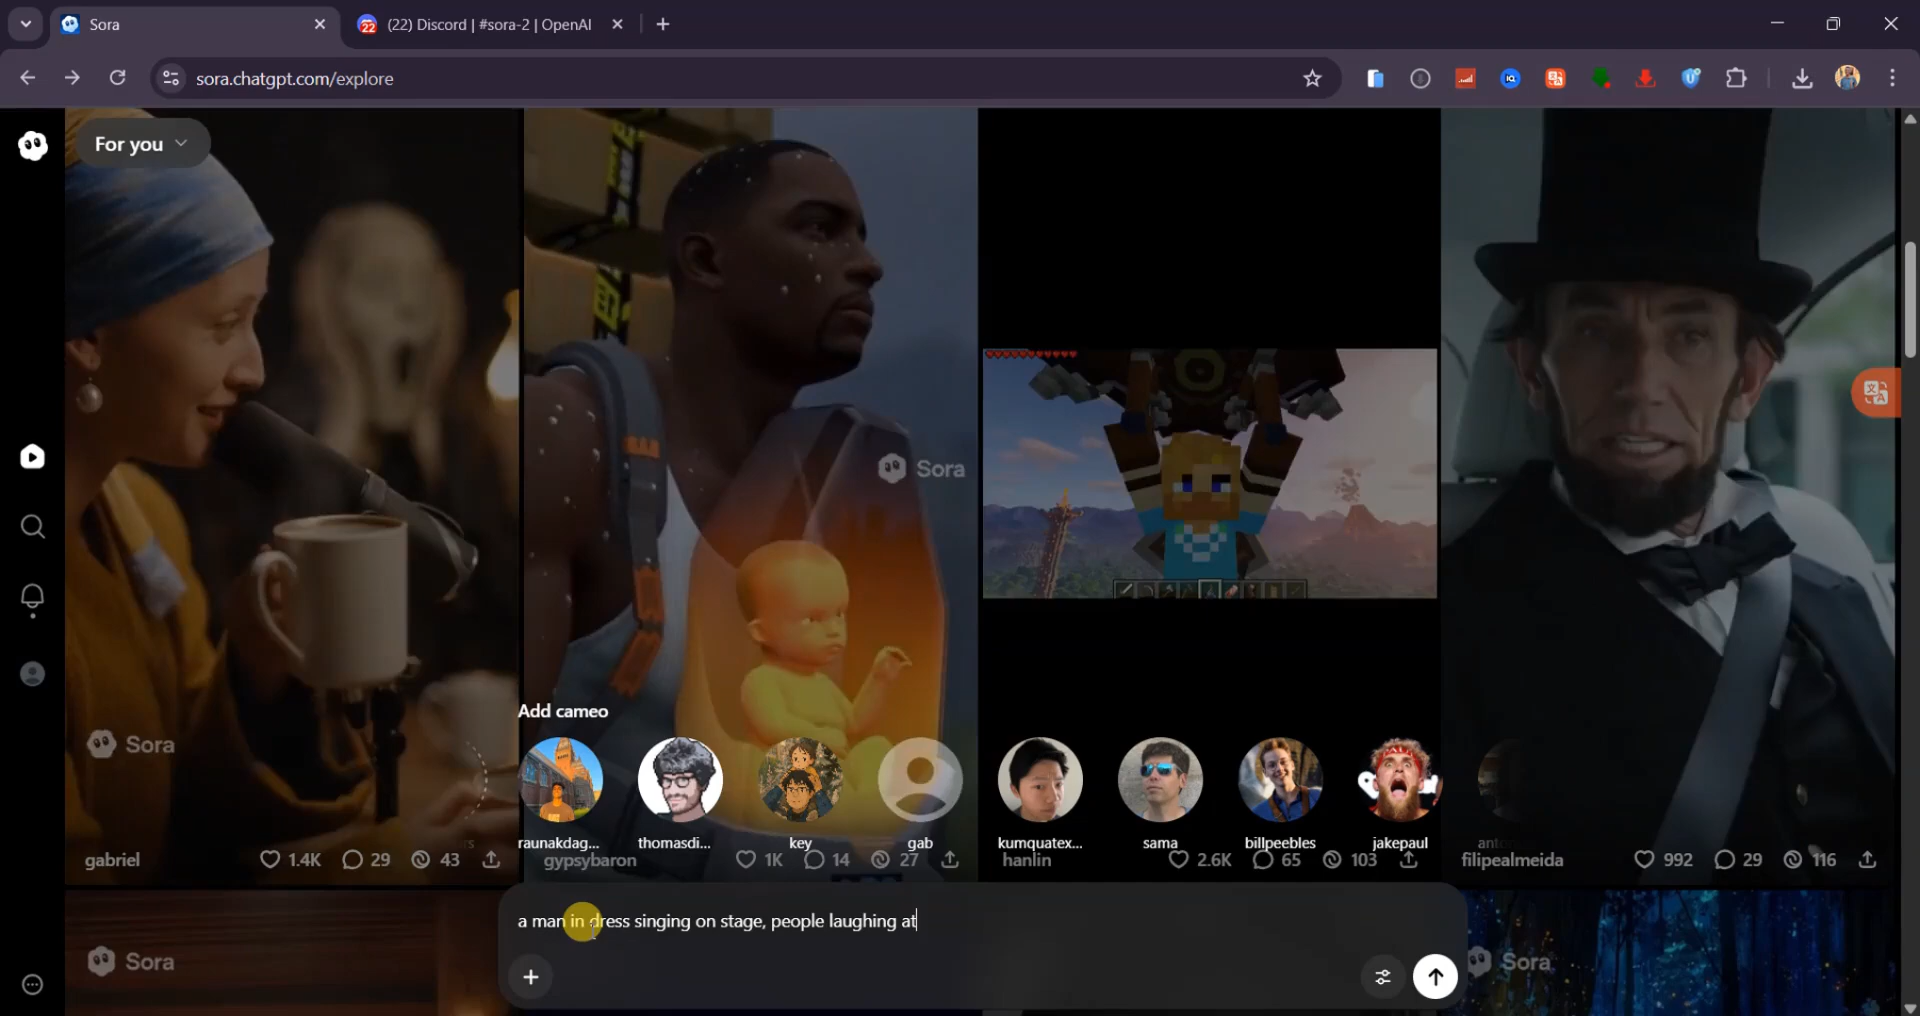 Sora
(22) Discord | #sora-2 | OpenAI
sora.chatgpt.com/explore
For you
Sora
Sora
Add cameo
raunakdag...
thomasdi...
key
gab
kumquatex...
sama
billpeebles
jakepaul
gabriel
1.4K
29
43
gypsybaron
1K
14
27
hanlin
2.6K
65
103
filipealmeida
992
29
116
a man in dress singing on stage, people laughing at
Sora
Sora